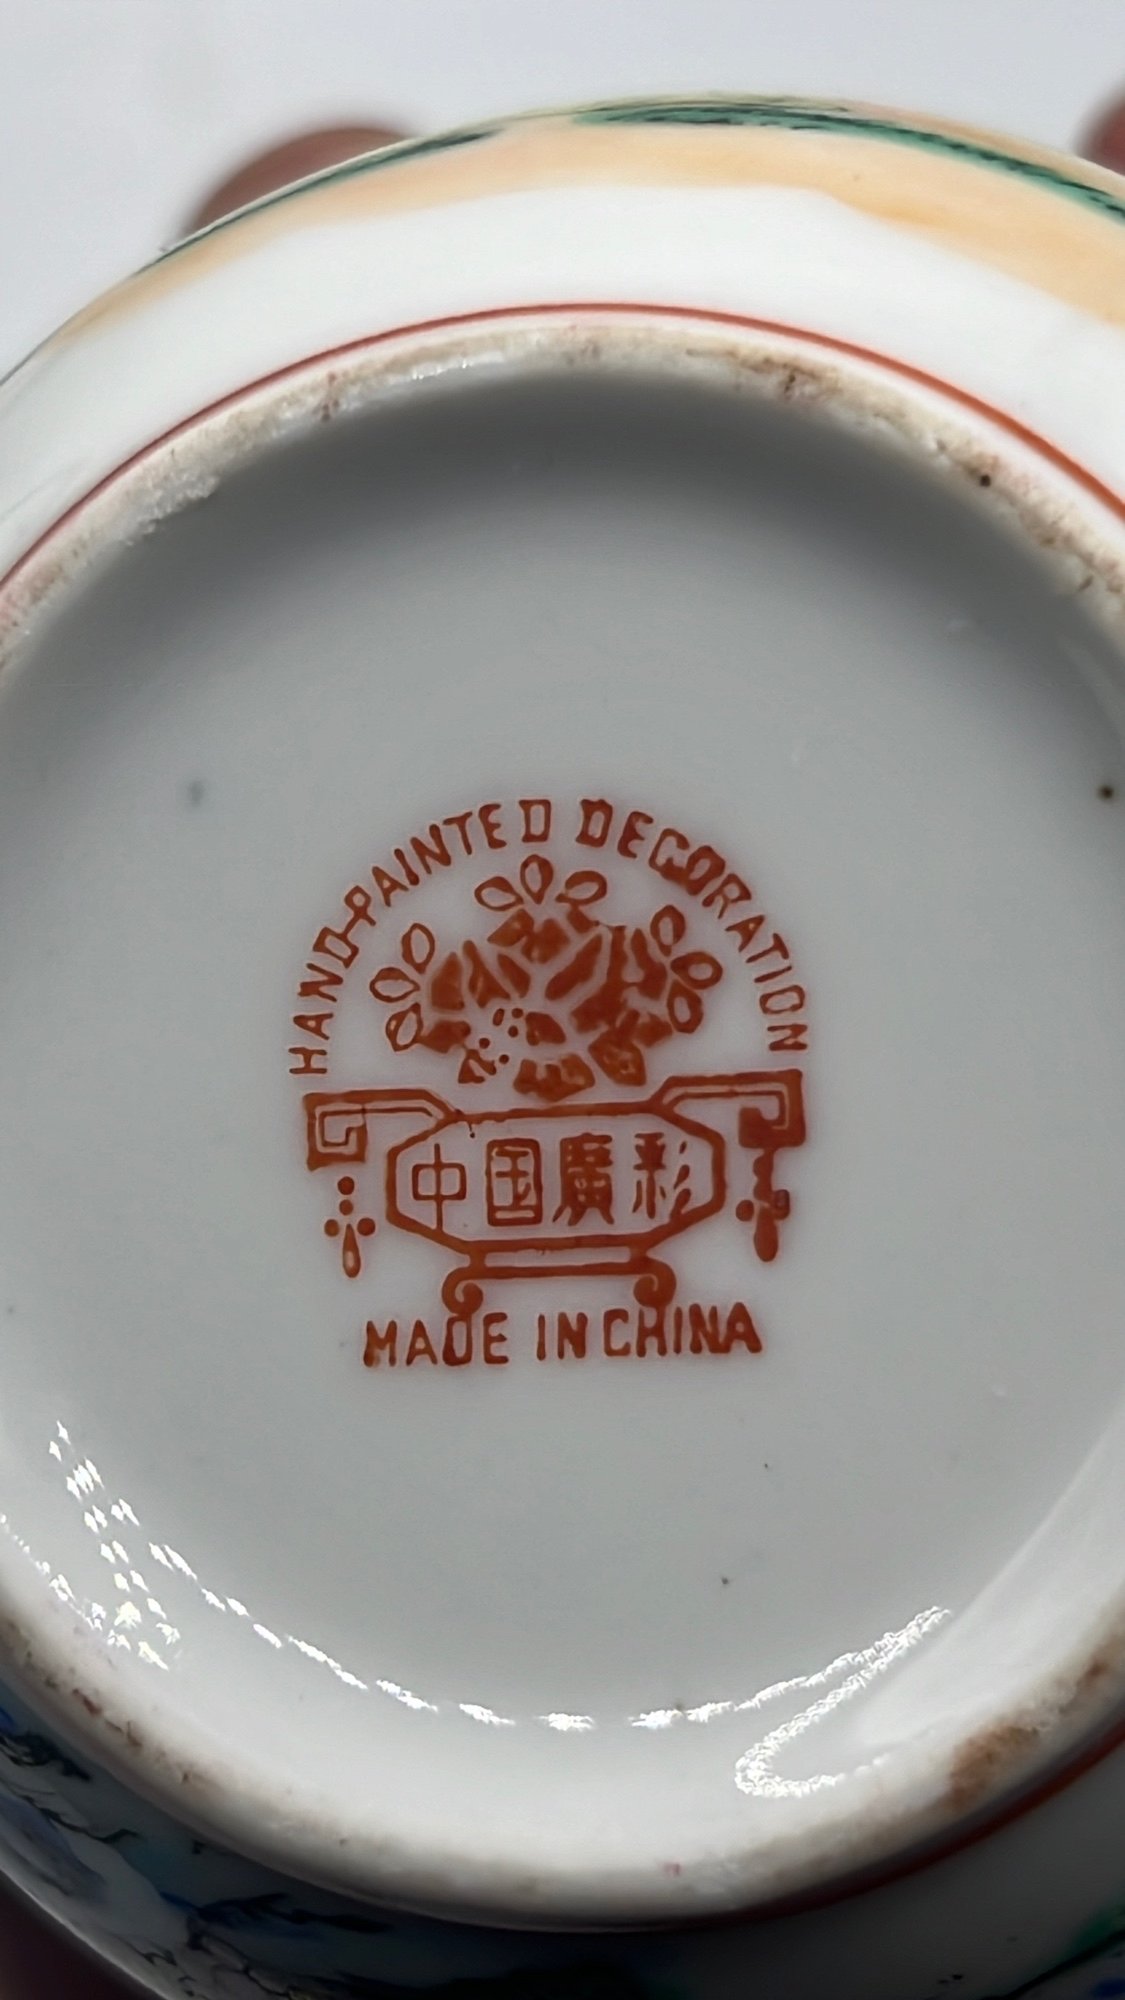 HAND-PAINTED DECORATION
中国廣彩
MADE IN CHINA